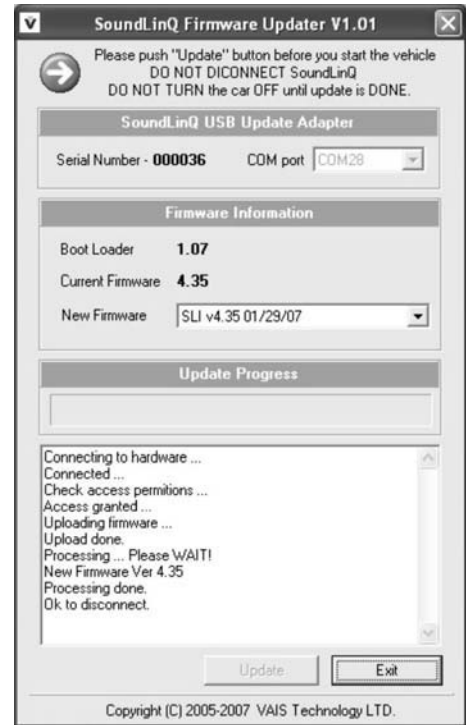 V SoundLinQ Firmware Updater V1.01
Please push "Update" button before you start the vehicle
DO NOT DICONNECT SoundLinQ
DO NOT TURN the car OFF until update is DONE.
SoundLinQ USB Update Adapter
Serial Number - 000036 COM port COM28
Firmware Information
Boot Loader 1.07
Current Firmware 4.35
New Firmware SLI v4.35 01/29/07
Update Progress
Connecting to hardware ...
Connected ...
Check access permitions ...
Access granted ...
Uploading firmware ...
Upload done.
Processing ... Please WAIT!
New Firmware Ver 4.35
Processing done.
Ok to disconnect.
Update Exit
Copyright (C) 2005-2007 VAIS Technology LTD.